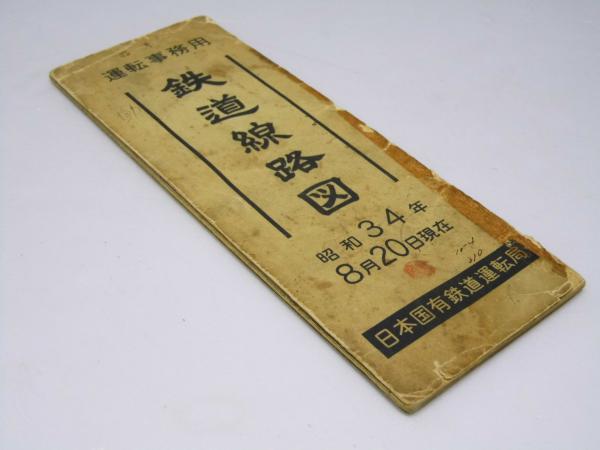 運転事務用
鉄道線路図
昭和34年
8月20日現在
日本国有鉄道運転局